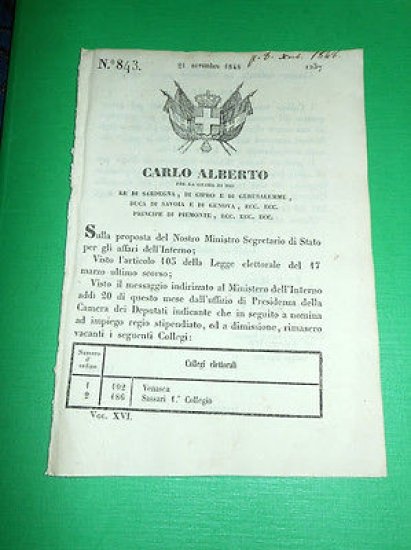 N.° 843.
21 novembre 1848
1237
CARLO ALBERTO
PER LA GRAZIA DI DIO
RE DI SARDEGNA, DI CIPRO E DI GERUSALEMME,
DUCA DI SAVOIA E DI GENOVA, ECC. ECC.
PRINCIPE DI PIEMONTE, ECC. ECC. ECC.
Sulla proposta del Nostro Ministro Segretario di Stato
per gli affari dell'Interno;
Visto l'articolo 105 della Legge elettorale del 17
marzo ultimo scorso;
Visto il messaggio indirizzato al Ministero dell'Interno
addì 20 di questo mese dall'uffizio di Presidenza della
Camera dei Deputati indicante che in seguito a nomina
ad impiego regio stipendiato, ed a dimissione, rimasero
vacanti i seguenti Collegi:
Numero d'ordine
Collegi elettorali
1 102 Venasca
2 186 Sassari 1.° Collegio
Vol. XVI.